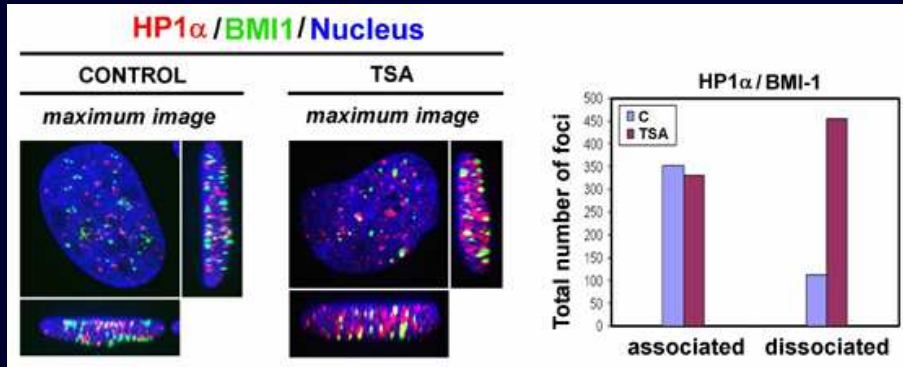 HP1α/BMI1/Nucleus
CONTROL
TSA
maximum image
maximum image
HP1α/BMI-1
C
TSA
Total number of foci
500
450
400
350
300
250
200
150
100
50
0
associated
dissociated